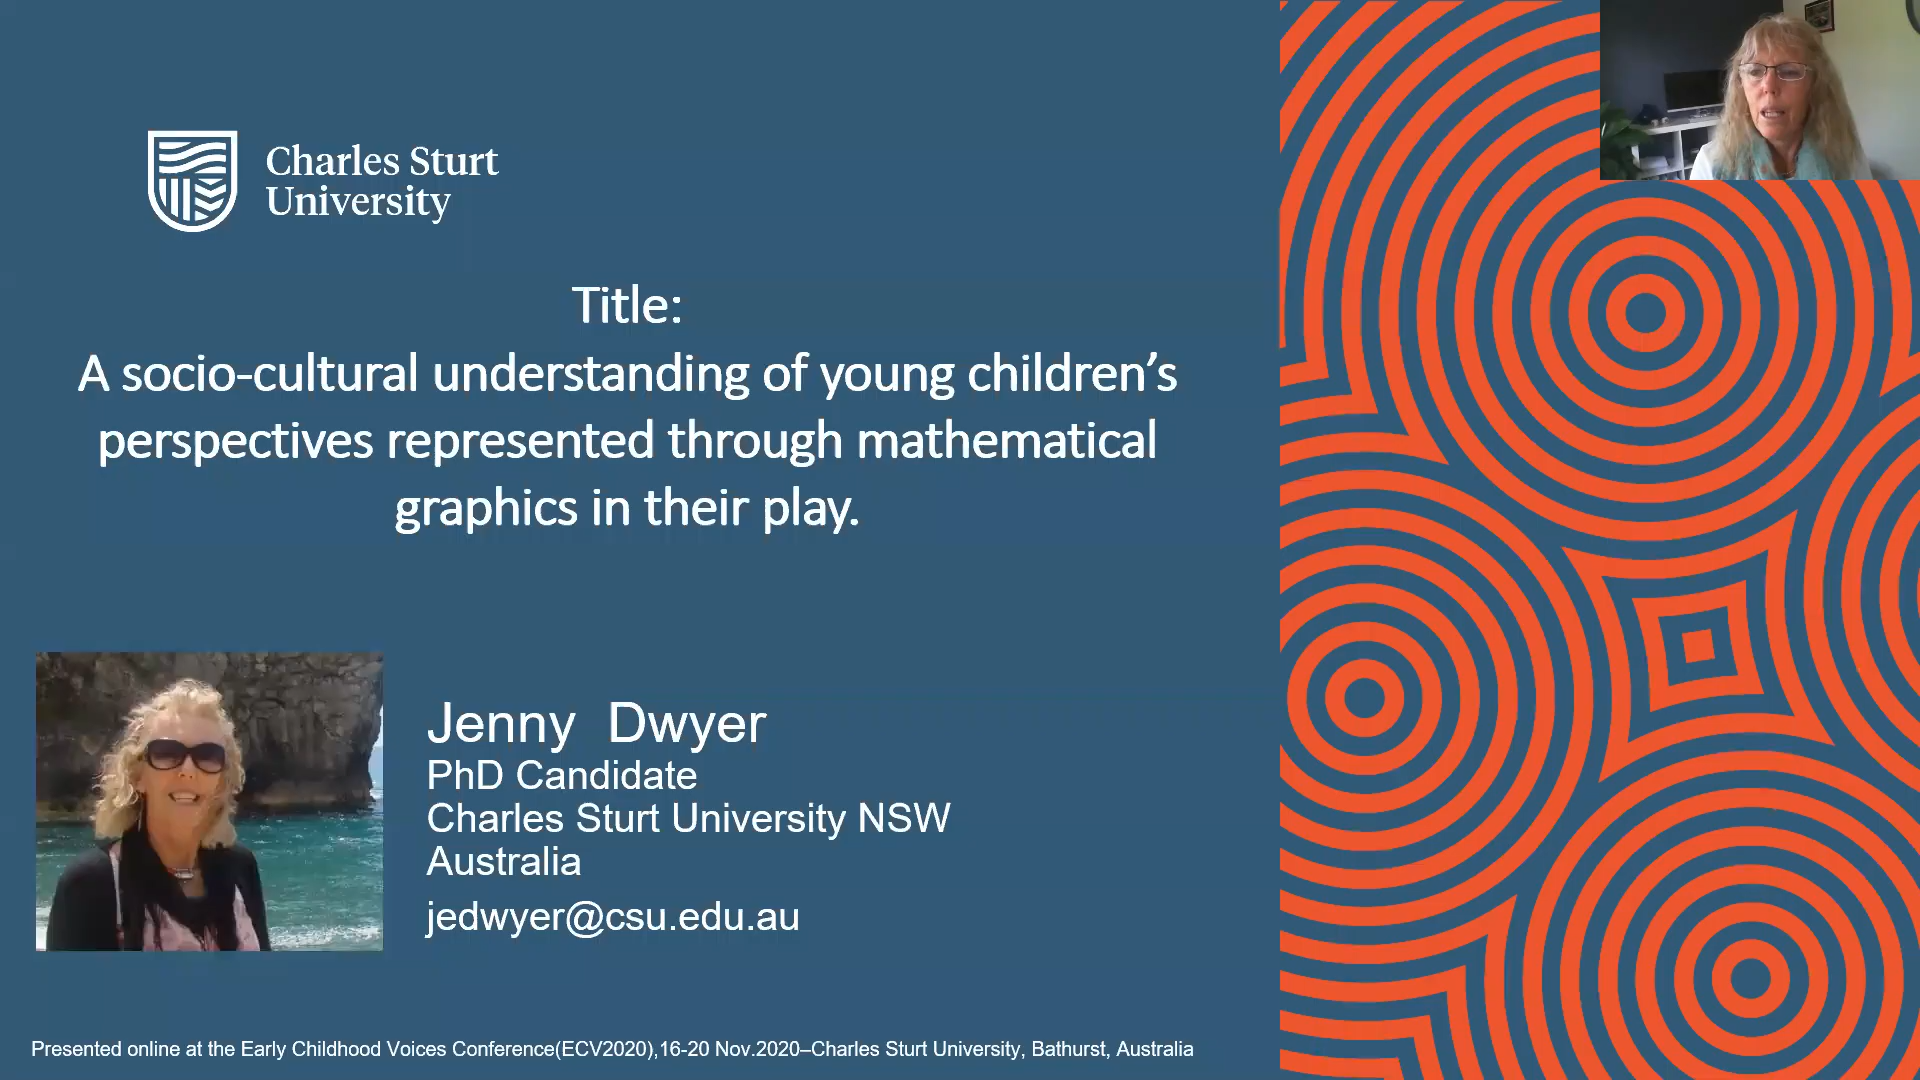 Charles Sturt
University
Title:
A socio-cultural understanding of young children’s
perspectives represented through mathematical
graphics in their play.
Jenny  Dwyer
PhD Candidate
Charles Sturt University NSW
Australia
jedwyer@csu.edu.au
Presented online at the Early Childhood Voices Conference(ECV2020),16-20 Nov.2020–Charles Sturt University, Bathurst, Australia